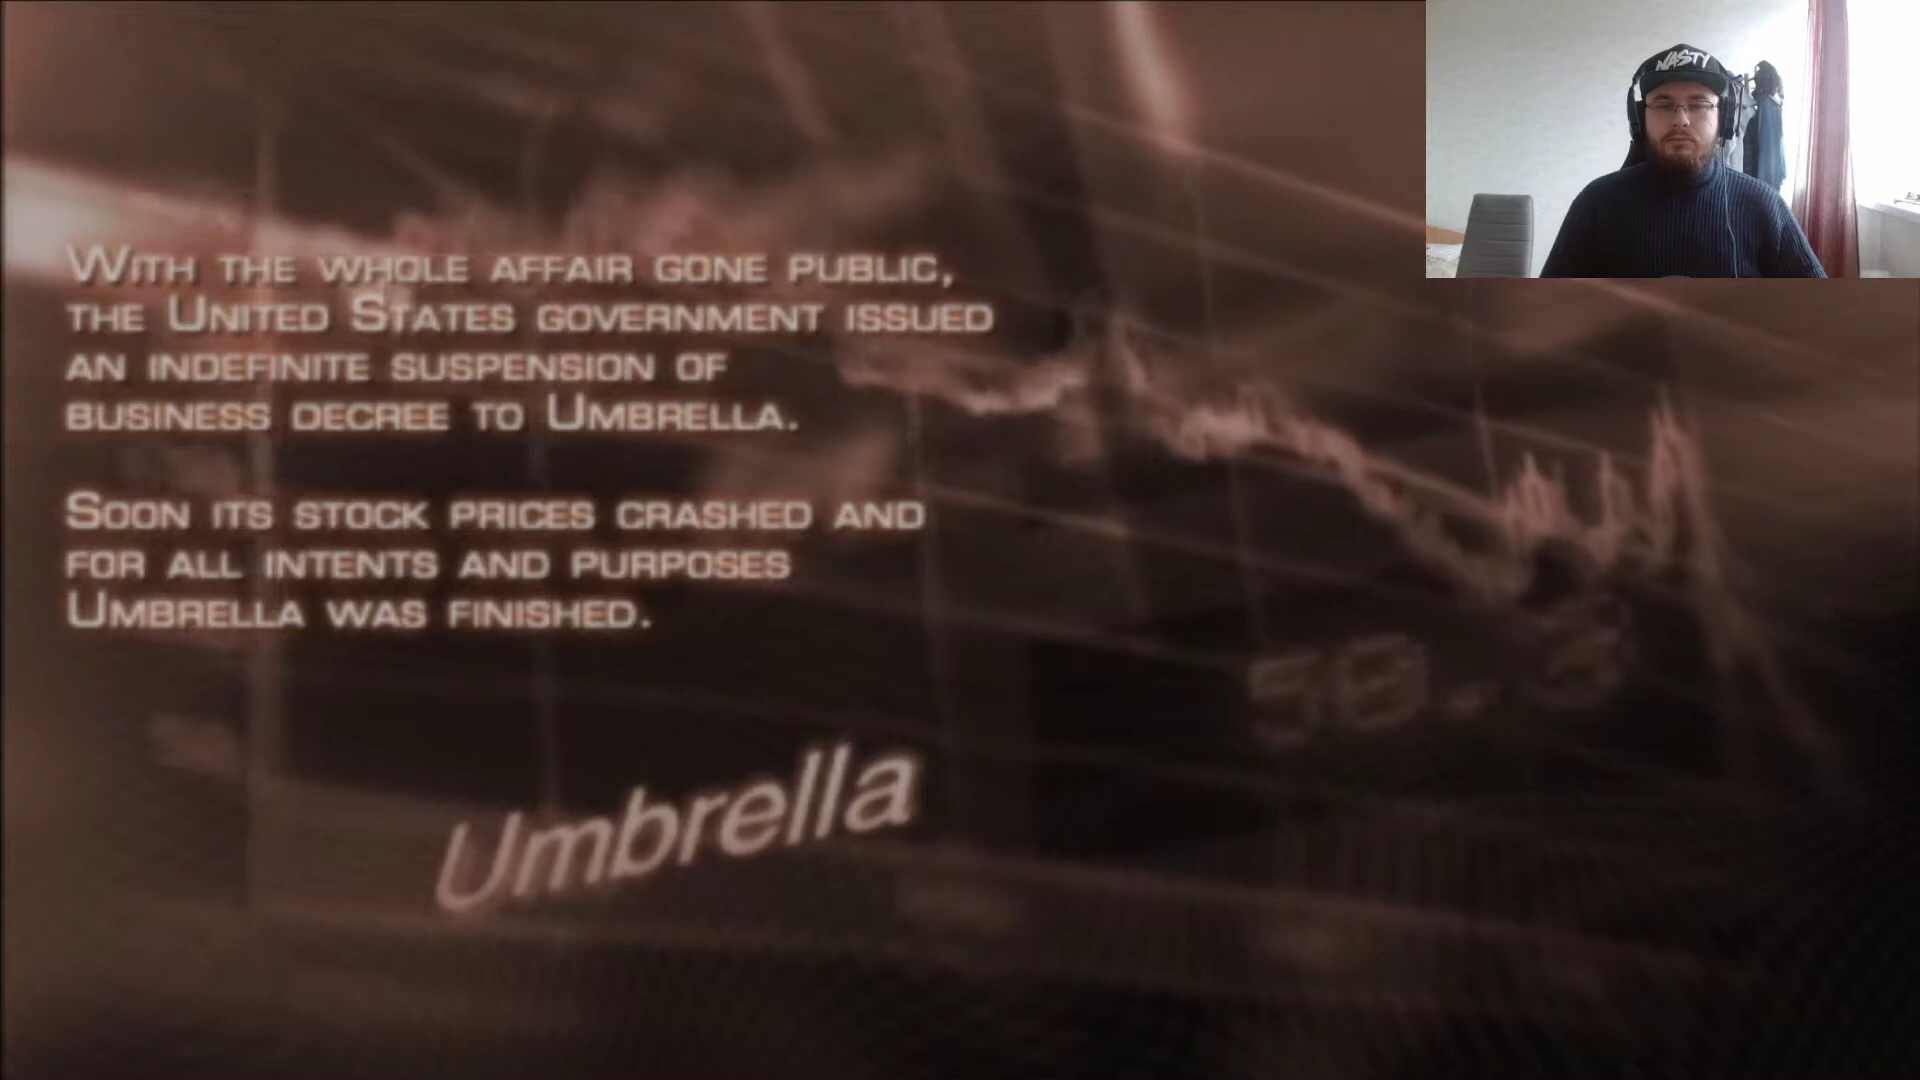 WITH THE WHOLE AFFAIR GONE PUBLIC,
THE UNITED STATES GOVERNMENT ISSUED
AN INDEFINITE SUSPENSION OF
BUSINESS DECREE TO UMBRELLA.
SOON ITS STOCK PRICES CRASHED AND
FOR ALL INTENTS AND PURPOSES
UMBRELLA WAS FINISHED.
Umbrella
NASTY